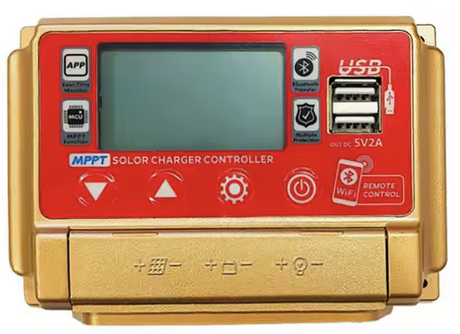 APP
Real-Time
Monitor
MCU
MPPT
Function
Bluetooth
Transfer
Multiple
Protection
USB
OUT DC 5V2A
MPPT SOLOR CHARGER CONTROLLER
WiFi
REMOTE
CONTROL
+ −
+ −
+ −